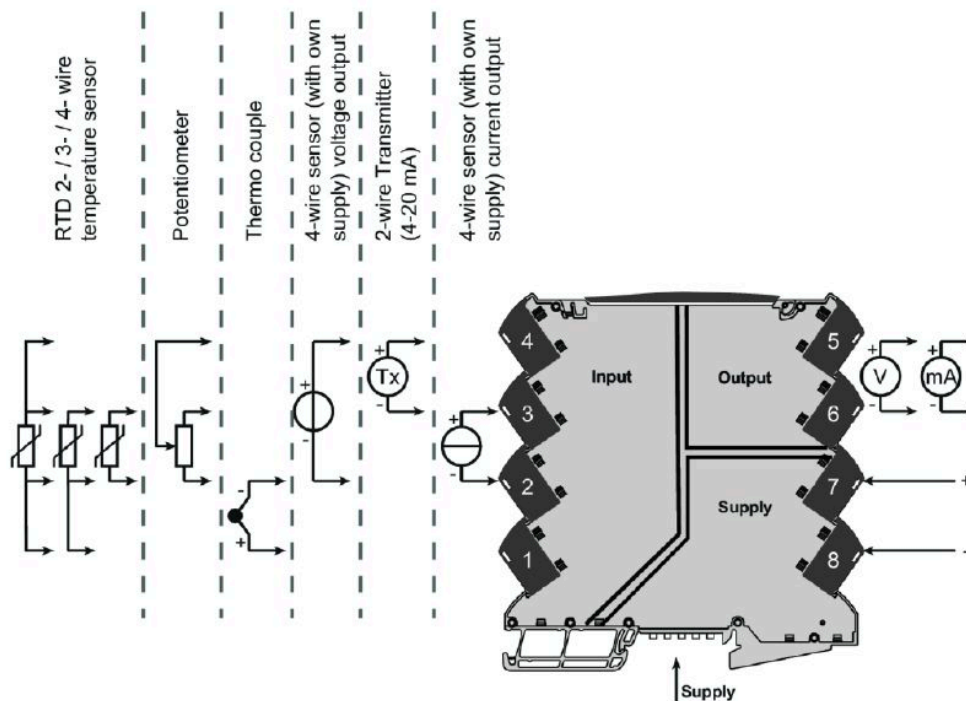 RTD 2- / 3- / 4- wire
temperature sensor
Potentiometer
Thermo couple
4-wire sensor (with own
supply) voltage output
2-wire Transmitter
(4-20 mA)
4-wire sensor (with own
supply) current output
4
3
2
1
Input
Output
Supply
5
6
7
8
+
-
+
-
+
Tx
-
+
-
+
V
-
+
mA
-
+
-
Supply